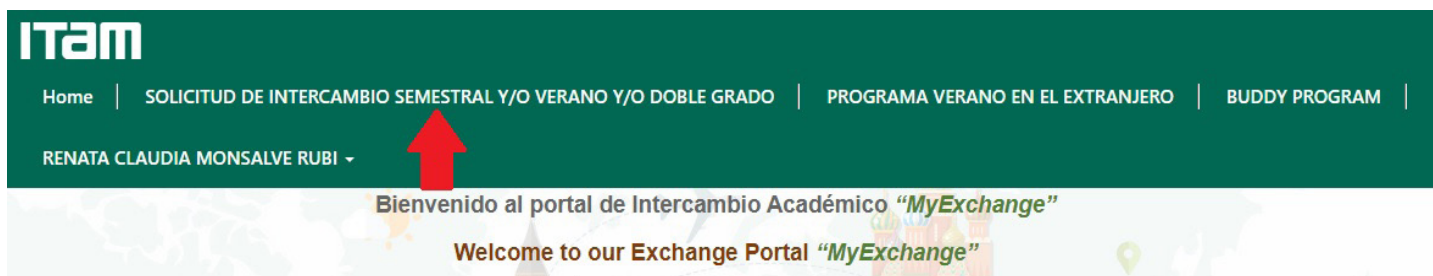 ITAM
Home | SOLICITUD DE INTERCAMBIO SEMESTRAL Y/O VERANO Y/O DOBLE GRADO | PROGRAMA VERANO EN EL EXTRANJERO | BUDDY PROGRAM |
RENATA CLAUDIA MONSALVE RUBI
Bienvenido al portal de Intercambio Académico “MyExchange”
Welcome to our Exchange Portal “MyExchange”